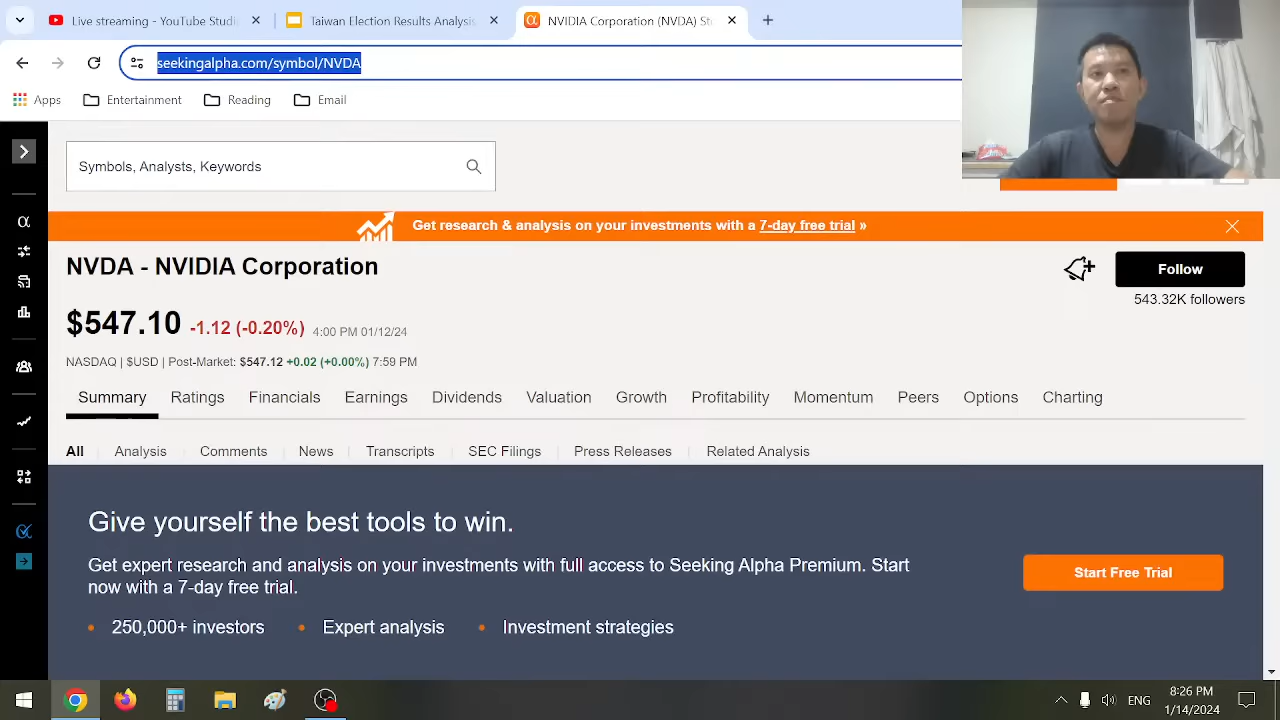 Live streaming - YouTube Studi
Taiwan Election Results Analysis
NVIDIA Corporation (NVDA) St
seekingalpha.com/symbol/NVDA
Apps
Entertainment
Reading
Email
Symbols, Analysts, Keywords
Get research & analysis on your investments with a 7-day free trial »
NVDA - NVIDIA Corporation
Follow
543.32K followers
$547.10 -1.12 (-0.20%) 4:00 PM 01/12/24
NASDAQ | $USD | Post-Market: $547.12 +0.02 (+0.00%) 7:59 PM
Summary Ratings Financials Earnings Dividends Valuation Growth Profitability Momentum Peers Options Charting
All Analysis Comments News Transcripts SEC Filings Press Releases Related Analysis
Give yourself the best tools to win.
Get expert research and analysis on your investments with full access to Seeking Alpha Premium. Start
now with a 7-day free trial.
Start Free Trial
• 250,000+ investors • Expert analysis • Investment strategies
ENG
8:26 PM
1/14/2024